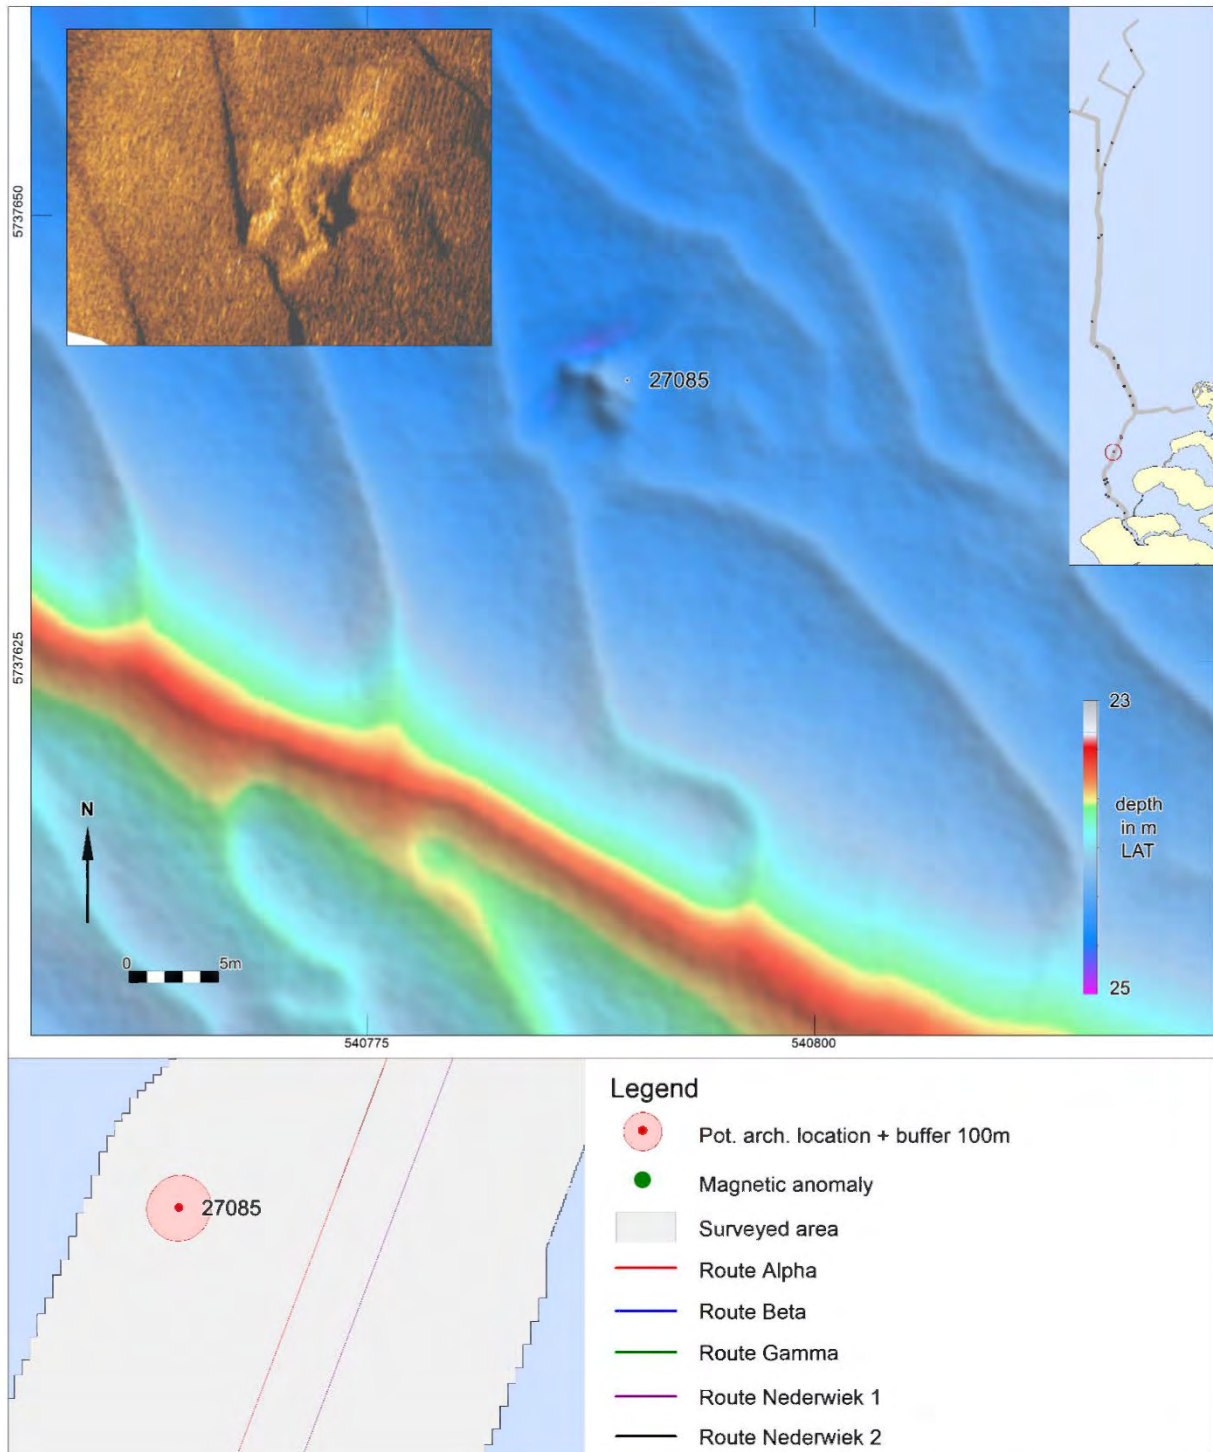 5737650
27085
5737625
23
depth
in m
LAT
25
N
0 5m
540775
540800
27085
Legend
Pot. arch. location + buffer 100m
Magnetic anomaly
Surveyed area
Route Alpha
Route Beta
Route Gamma
Route Nederwiek 1
Route Nederwiek 2